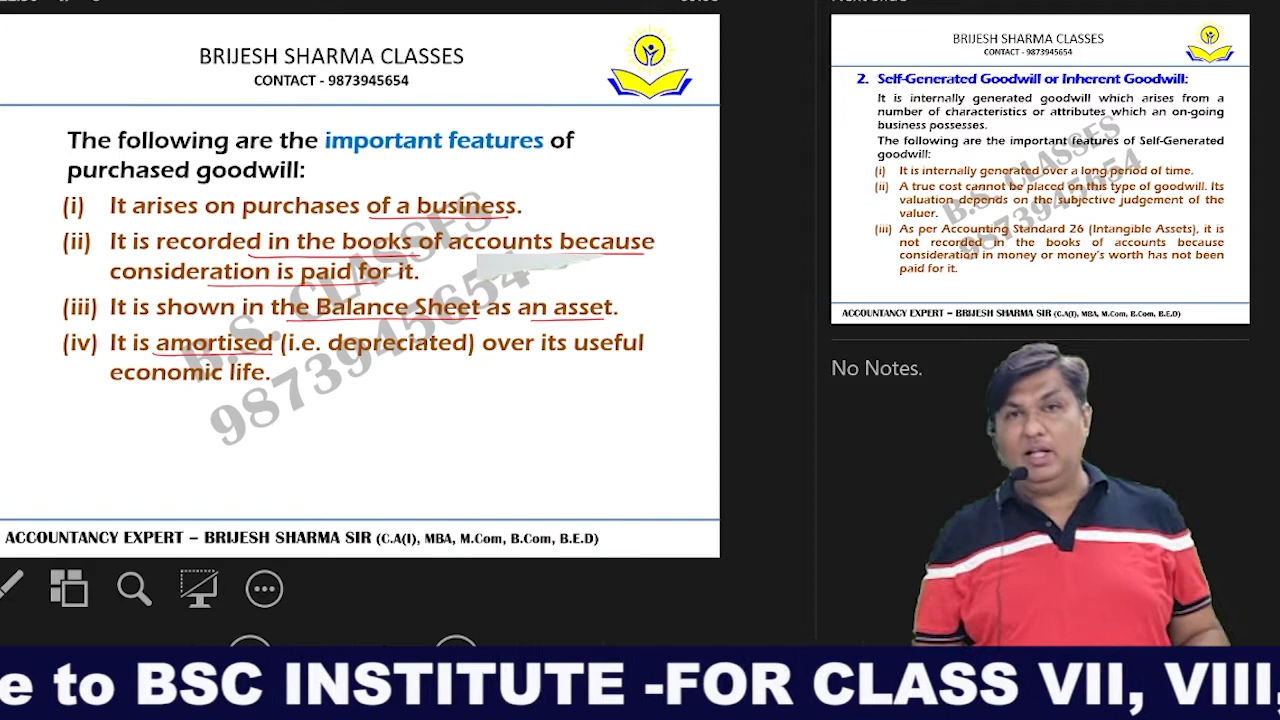 BRIJESH SHARMA CLASSES
CONTACT - 9873945654
The following are the important features of
purchased goodwill:
(i) It arises on purchases of a business.
(ii) It is recorded in the books of accounts because
consideration is paid for it.
(iii) It is shown in the Balance Sheet as an asset.
(iv) It is amortised (i.e. depreciated) over its useful
economic life.
B.S. CLASSES
9873945654
ACCOUNTANCY EXPERT – BRIJESH SHARMA SIR (C.A(I), MBA, M.Com, B.Com, B.E.D)
BRIJESH SHARMA CLASSES
CONTACT - 9873945654
2. Self-Generated Goodwill or Inherent Goodwill:
It is internally generated goodwill which arises from a
number of characteristics or attributes which an on-going
business possesses.
The following are the important features of Self-Generated
goodwill:
(i) It is internally generated over a long period of time.
(ii) A true cost cannot be placed on this type of goodwill. Its
valuation depends on the subjective judgement of the
valuer.
(iii) As per Accounting Standard 26 (Intangible Assets), it is
not recorded in the books of accounts because
consideration in money or money's worth has not been
paid for it.
B.S. CLASSES
9873945654
ACCOUNTANCY EXPERT – BRIJESH SHARMA SIR (C.A(I), MBA, M.Com, B.Com, B.E.D)
No Notes.
e to BSC INSTITUTE -FOR CLASS VII, VIII,